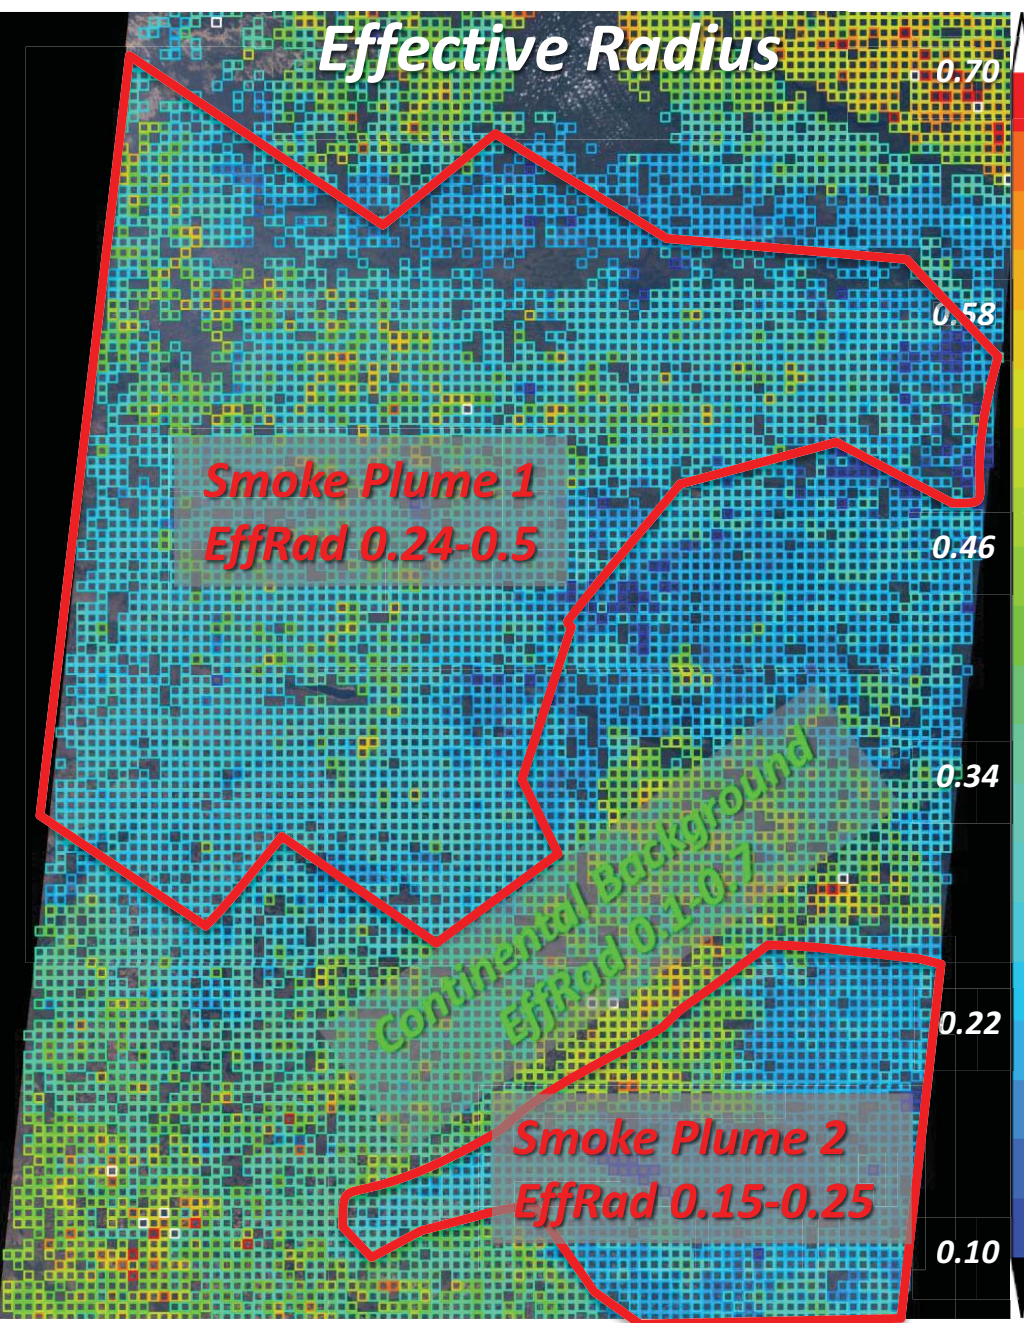 Effective Radius
0.70
0.58
Smoke Plume 1
EffRad 0.24-0.5
0.46
0.34
Continental Background
EffRad 0.1-0.7
0.22
Smoke Plume 2
EffRad 0.15-0.25
0.10